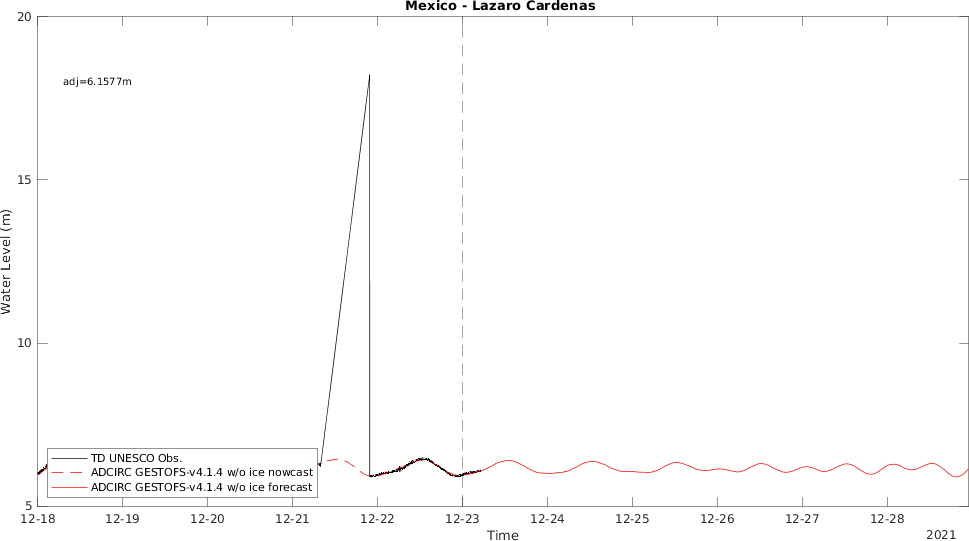 Mexico - Lazaro Cardenas
20
adj=6.1577m
15
Water Level (m)
10
TD UNESCO Obs.
ADCIRC GESTOFS-v4.1.4 w/o ice nowcast
ADCIRC GESTOFS-v4.1.4 w/o ice forecast
5
12-18 12-19 12-20 12-21 12-22 12-23 12-24 12-25 12-26 12-27 12-28
Time
2021